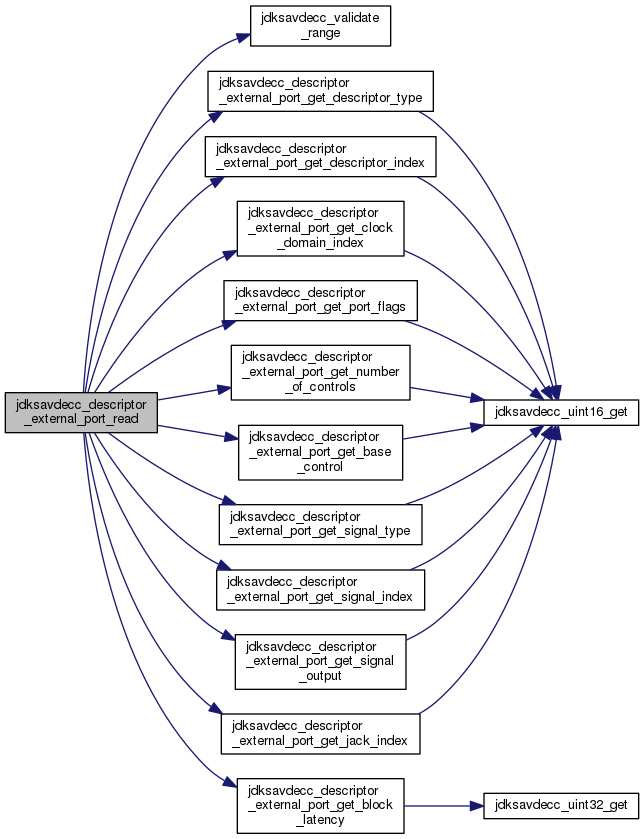 jdksavdecc_validate
_range
jdksavdecc_descriptor
_external_port_get_descriptor_type
jdksavdecc_descriptor
_external_port_get_descriptor_index
jdksavdecc_descriptor
_external_port_get_clock
_domain_index
jdksavdecc_descriptor
_external_port_get_port_flags
jdksavdecc_descriptor
_external_port_get_number
_of_controls
jdksavdecc_descriptor
_external_port_read
jdksavdecc_uint16_get
jdksavdecc_descriptor
_external_port_get_base
_control
jdksavdecc_descriptor
_external_port_get_signal_type
jdksavdecc_descriptor
_external_port_get_signal_index
jdksavdecc_descriptor
_external_port_get_signal
_output
jdksavdecc_descriptor
_external_port_get_jack_index
jdksavdecc_descriptor
_external_port_get_block
_latency
jdksavdecc_uint32_get